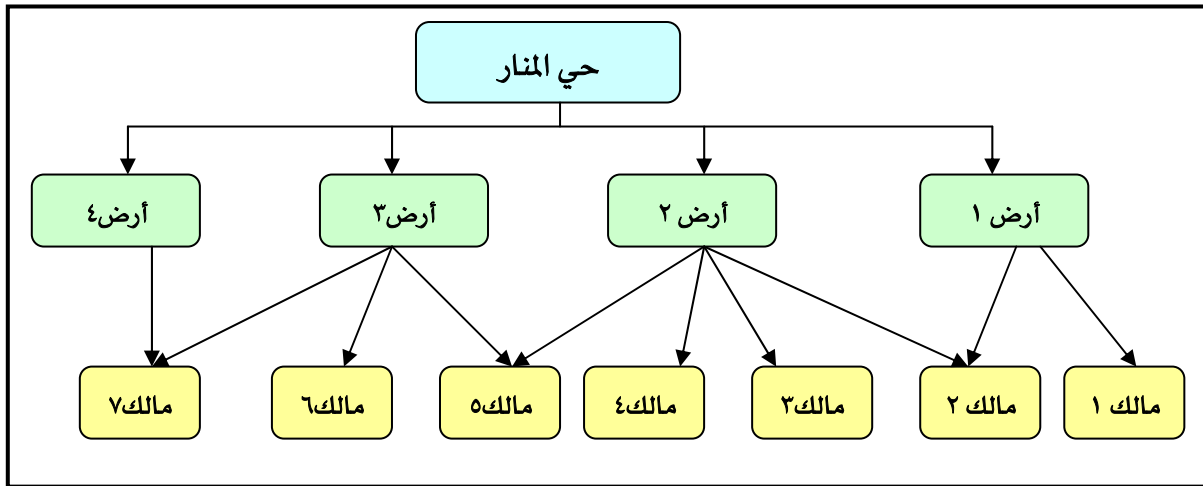 حي المنار
أرض ١
أرض ٢
أرض٣
أرض٤
مالك ١
مالك ٢
مالك٣
مالك٤
مالك٥
مالك٦
مالك٧